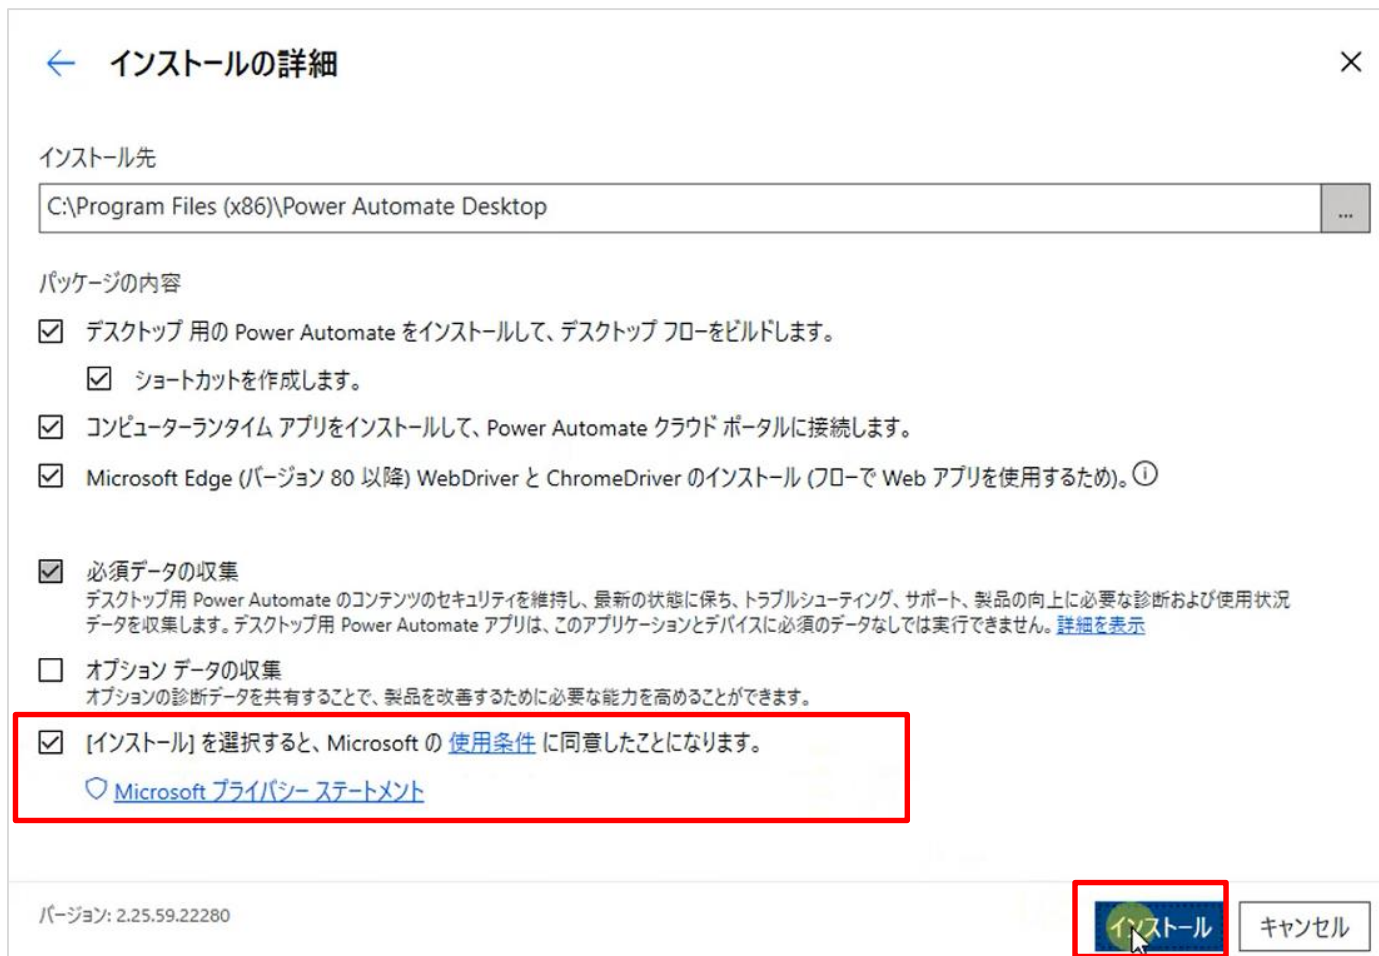 インストールの詳細
インストール先
C:\Program Files (x86)\Power Automate Desktop
...
パッケージの内容
デスクトップ 用の Power Automate をインストールして、デスクトップ フローをビルドします。
ショートカットを作成します。
コンピューターランタイム アプリをインストールして、Power Automate クラウド ポータルに接続します。
Microsoft Edge (バージョン 80 以降) WebDriver と ChromeDriver のインストール (フローで Web アプリを使用するため)。
必須データの収集
デスクトップ用 Power Automate のコンテンツのセキュリティを維持し、最新の状態に保ち、トラブルシューティング、サポート、製品の向上に必要な診断および使用状況
データを収集します。デスクトップ用 Power Automate アプリは、このアプリケーションとデバイスに必須のデータなしでは実行できません。詳細を表示
オプション データの収集
オプションの診断データを共有することで、製品を改善するために必要な能力を高めることができます。
[インストール] を選択すると、Microsoft の 使用条件 に同意したことになります。
Microsoft プライバシー ステートメント
バージョン: 2.25.59.22280
インストール
キャンセル